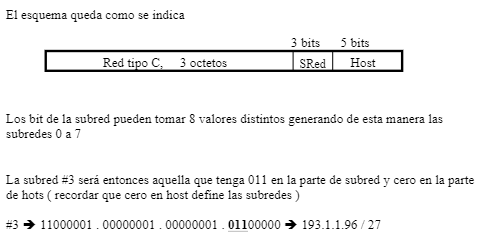 El esquema queda como se indica
3 bits 5 bits
Red tipo C, 3 octetos SRed Host
Los bit de la subred pueden tomar 8 valores distintos generando de esta manera las
subredes 0 a 7
La subred #3 será entonces aquella que tenga 011 en la parte de subred y cero en la parte
de hots ( recordar que cero en host define las subredes )
#3 ➔ 11000001 . 00000001 . 00000001 . 01100000 ➔ 193.1.1.96 / 27